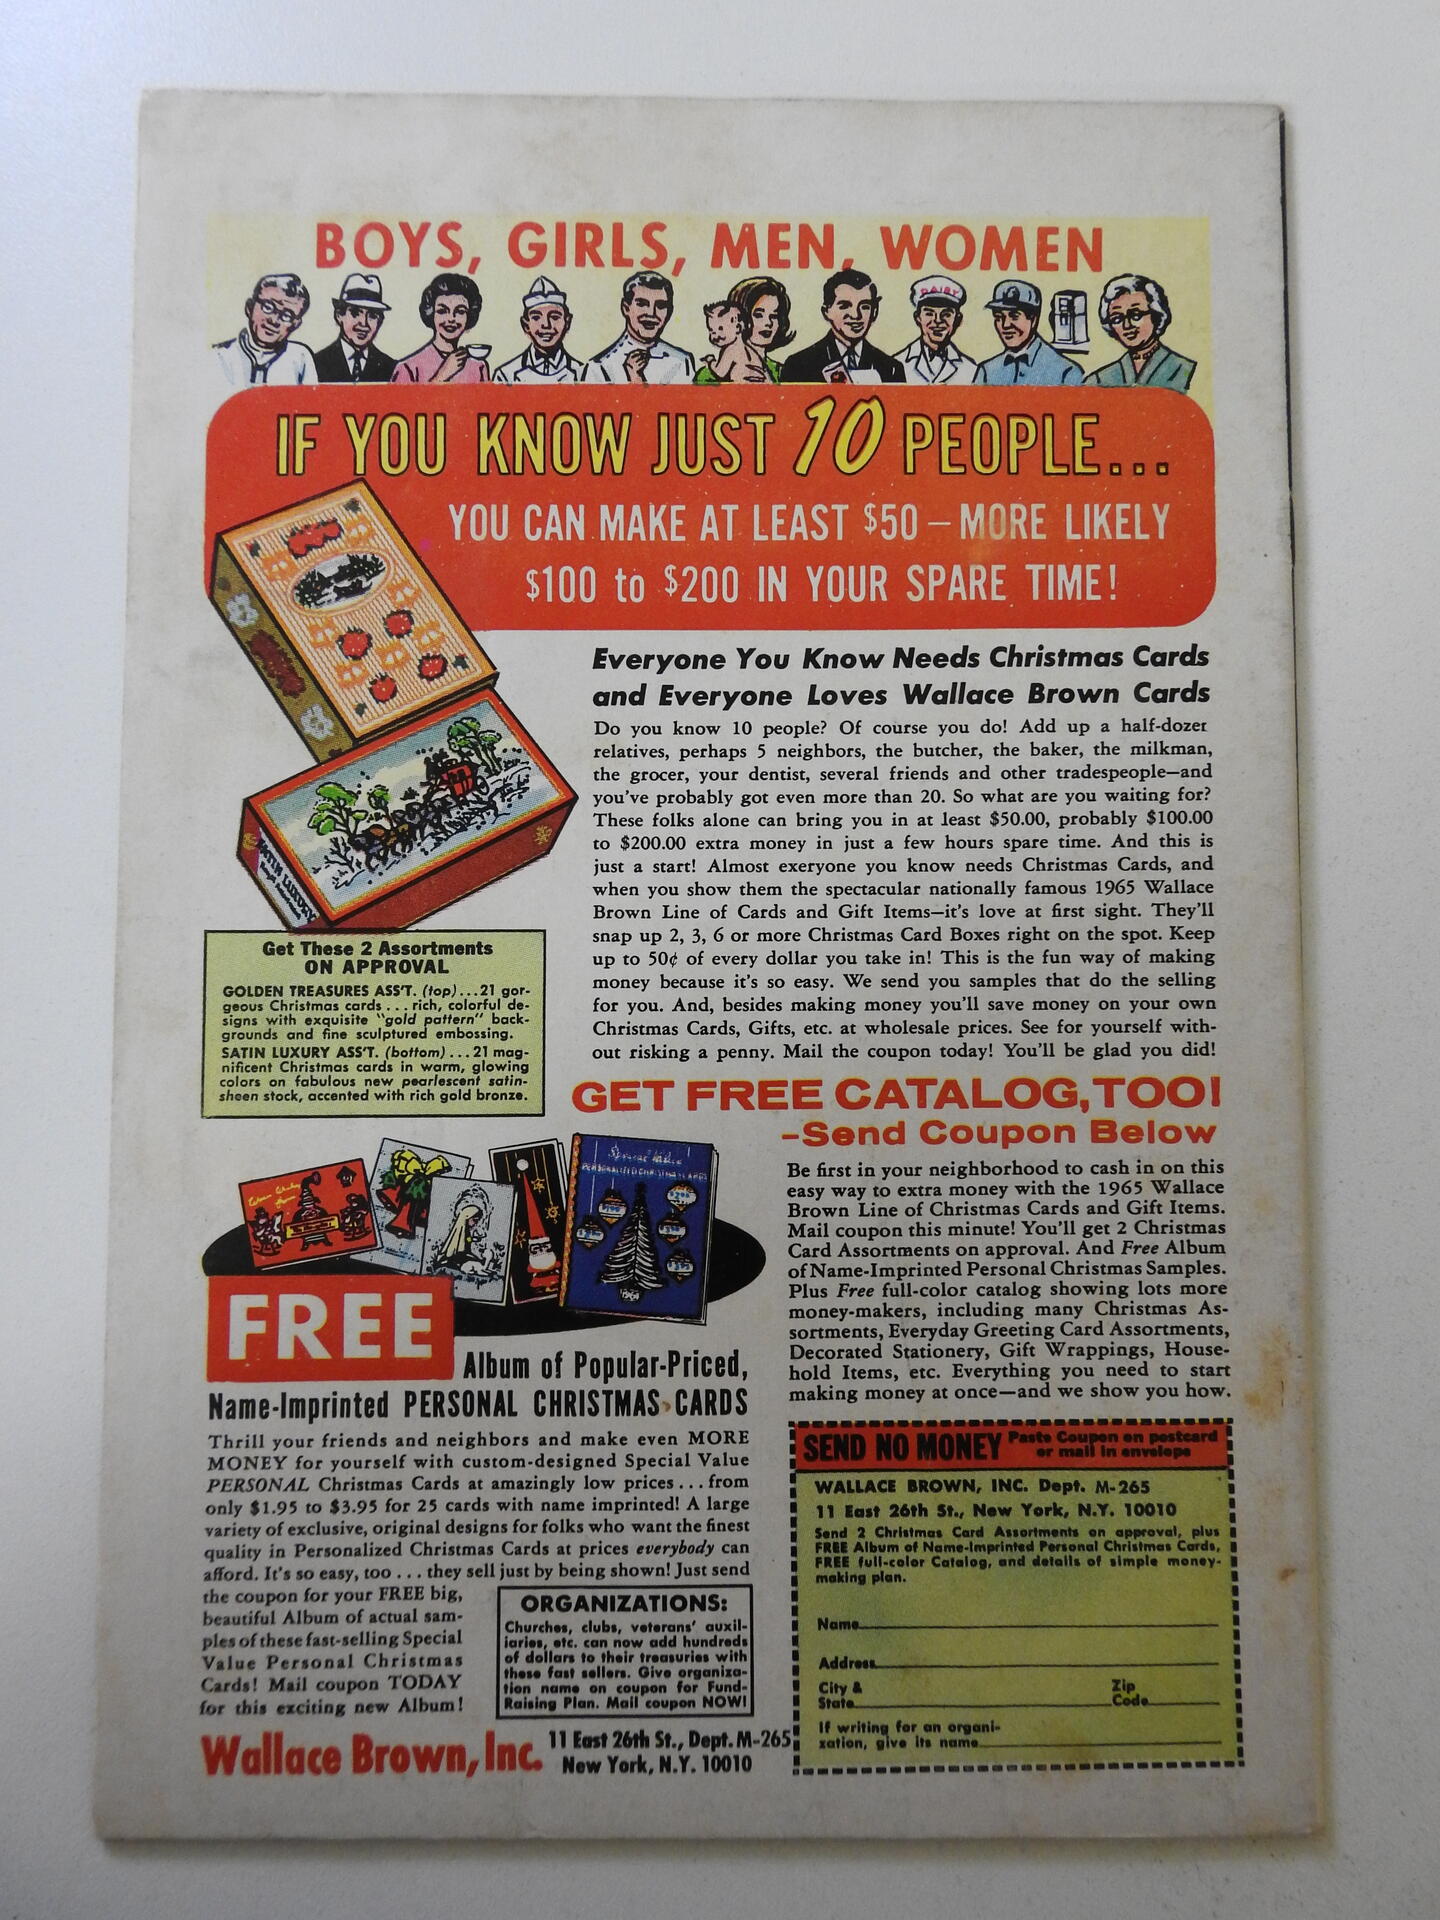 BOYS, GIRLS, MEN, WOMEN
DAIRY
IF YOU KNOW JUST 10 PEOPLE...
YOU CAN MAKE AT LEAST $50 – MORE LIKELY
$100 to $200 IN YOUR SPARE TIME!
Everyone You Know Needs Christmas Cards
and Everyone Loves Wallace Brown Cards
Do you know 10 people? Of course you do! Add up a half-dozen
relatives, perhaps 5 neighbors, the butcher, the baker, the milkman,
the grocer, your dentist, several friends and other tradespeople—and
you've probably got even more than 20. So what are you waiting for?
These folks alone can bring you in at least $50.00, probably $100.00
to $200.00 extra money in just a few hours spare time. And this is
just a start! Almost exeryone you know needs Christmas Cards, and
when you show them the spectacular nationally famous 1965 Wallace
Brown Line of Cards and Gift Items—it's love at first sight. They'll
snap up 2, 3, 6 or more Christmas Card Boxes right on the spot. Keep
up to 50¢ of every dollar you take in! This is the fun way of making
money because it's so easy. We send you samples that do the selling
for you. And, besides making money you'll save money on your own
Christmas Cards, Gifts, etc. at wholesale prices. See for yourself with-
out risking a penny. Mail the coupon today! You'll be glad you did!
SATIN LUXURY
Get These 2 Assortments
ON APPROVAL
GOLDEN TREASURES ASS'T. (top)...21 gor-
geous Christmas cards...rich, colorful de-
signs with exquisite "gold pattern" back-
grounds and fine sculptured embossing.
SATIN LUXURY ASS'T. (bottom)...21 mag-
nificent Christmas cards in warm, glowing
colors on fabulous new pearlescent satin-
sheen stock, accented with rich gold bronze.
GET FREE CATALOG, TOO!
–Send Coupon Below
Be first in your neighborhood to cash in on this
easy way to extra money with the 1965 Wallace
Brown Line of Christmas Cards and Gift Items.
Mail coupon this minute! You'll get 2 Christmas
Card Assortments on approval. And Free Album
of Name-Imprinted Personal Christmas Samples.
Plus Free full-color catalog showing lots more
money-makers, including many Christmas As-
sortments, Everyday Greeting Card Assortments,
Decorated Stationery, Gift Wrappings, House-
hold Items, etc. Everything you need to start
making money at once—and we show you how.
Special Value
PERSONALIZED CHRISTMAS CARDS
FREE
Album of Popular-Priced,
Name-Imprinted PERSONAL CHRISTMAS CARDS
Thrill your friends and neighbors and make even MORE
MONEY for yourself with custom-designed Special Value
PERSONAL Christmas Cards at amazingly low prices...from
only $1.95 to $3.95 for 25 cards with name imprinted! A large
variety of exclusive, original designs for folks who want the finest
quality in Personalized Christmas Cards at prices everybody can
afford. It's so easy, too...they sell just by being shown! Just send
the coupon for your FREE big,
beautiful Album of actual sam-
ples of these fast-selling Special
Value Personal Christmas
Cards! Mail coupon TODAY
for this exciting new Album!
ORGANIZATIONS:
Churches, clubs, veterans' auxil-
iaries, etc. can now add hundreds
of dollars to their treasuries with
these fast sellers. Give organiza-
tion name on coupon for Fund-
Raising Plan. Mail coupon NOW!
Wallace Brown, Inc. 11 East 26th St., Dept. M-265
New York, N.Y. 10010
SEND NO MONEY Paste Coupon on postcard
or mail in envelope
WALLACE BROWN, INC. Dept. M-265
11 East 26th St., New York, N.Y. 10010
Send 2 Christmas Card Assortments on approval, plus
FREE Album of Name-Imprinted Personal Christmas Cards,
FREE full-color Catalog, and details of simple money-
making plan.
Name
Address
City & State Zip Code
If writing for an organi-
zation, give its name